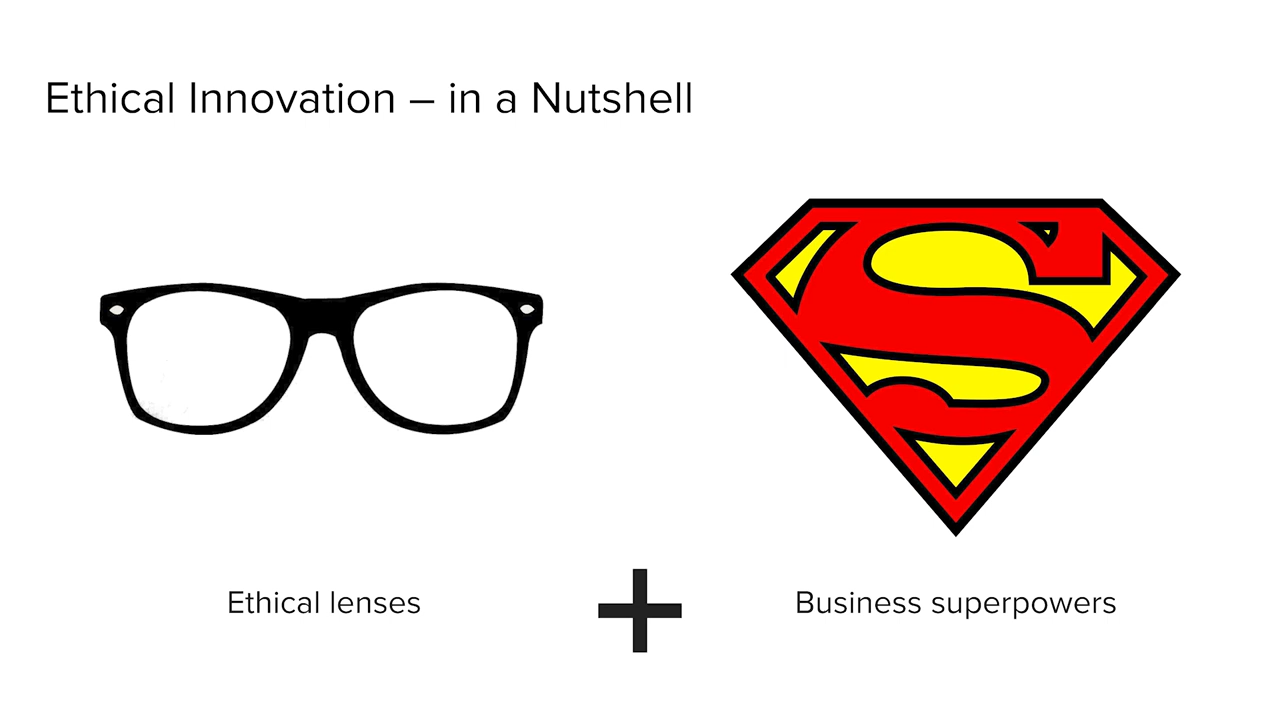 Ethical Innovation – in a Nutshell
Ethical lenses
Business superpowers